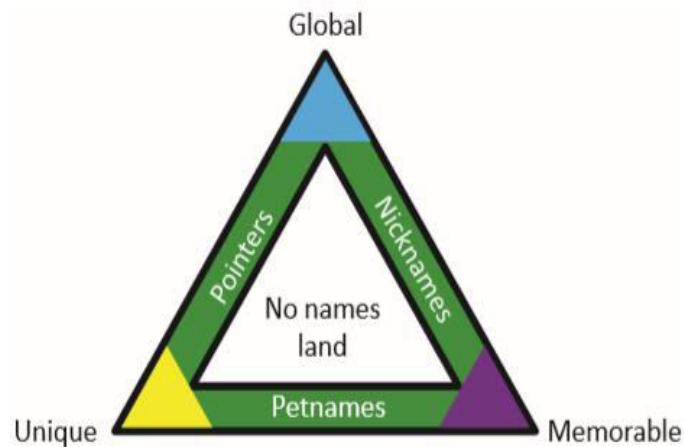 Global
Pointers
Nicknames
No names
land
Petnames
Unique
Memorable